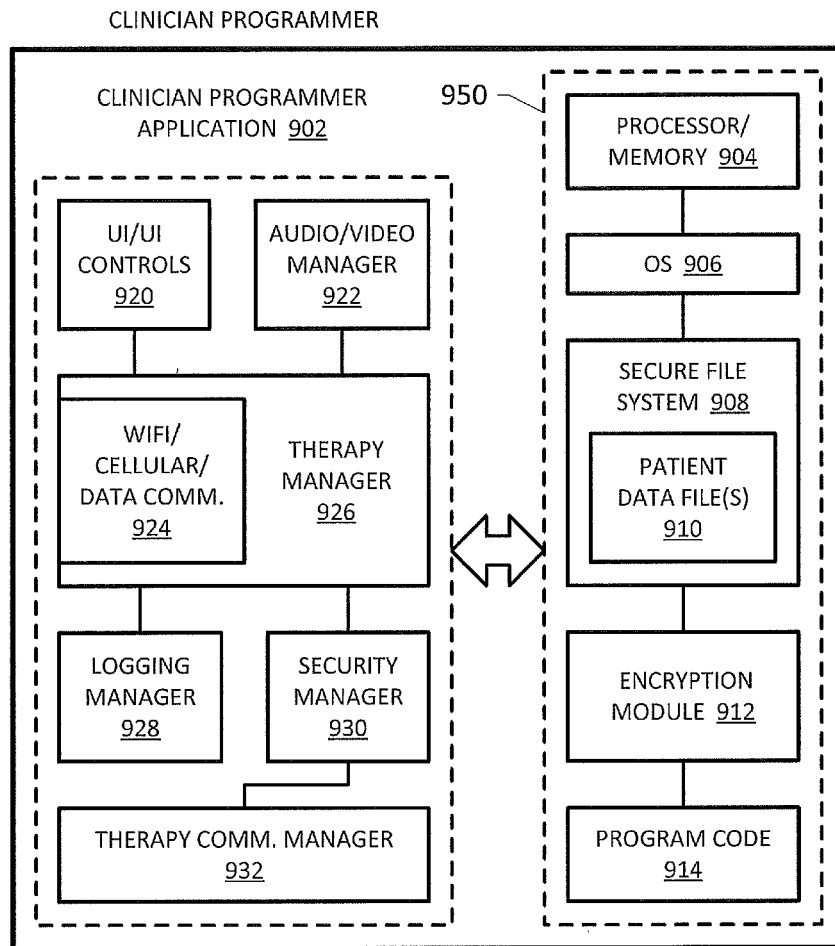 CLINICIAN PROGRAMMER
CLINICIAN PROGRAMMER
APPLICATION 902
UI/UI
CONTROLS
920
AUDIO/VIDEO
MANAGER
922
WIFI/
CELLULAR/
DATA COMM.
924
THERAPY
MANAGER
926
LOGGING
MANAGER
928
SECURITY
MANAGER
930
THERAPY COMM. MANAGER
932
950
PROCESSOR/
MEMORY 904
OS 906
SECURE FILE
SYSTEM 908
PATIENT
DATA FILE(S)
910
ENCRYPTION
MODULE 912
PROGRAM CODE
914